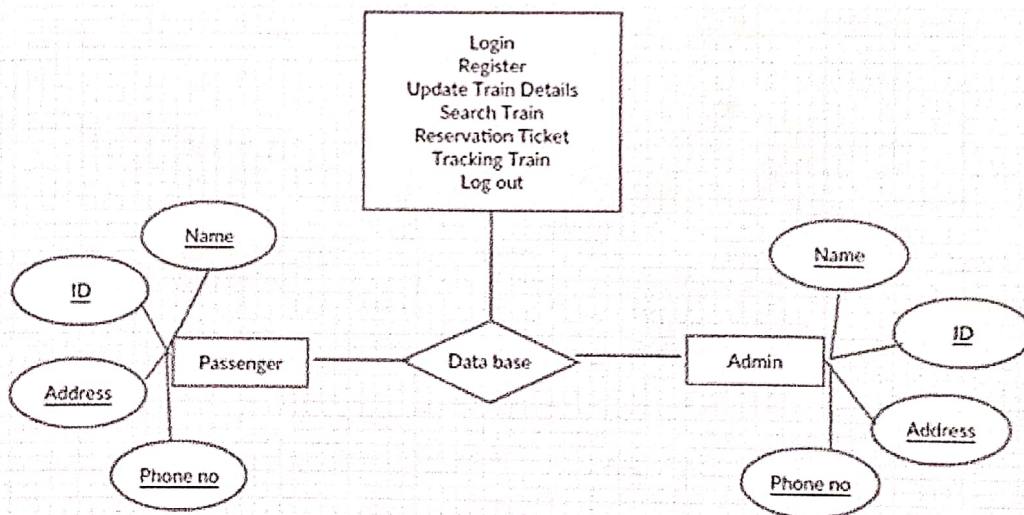 Login
Register
Update Train Details
Search Train
Reservation Ticket
Tracking Train
Log out
Name
ID
Passenger
Address
Phone no
Data base
Name
ID
Admin
Address
Phone no